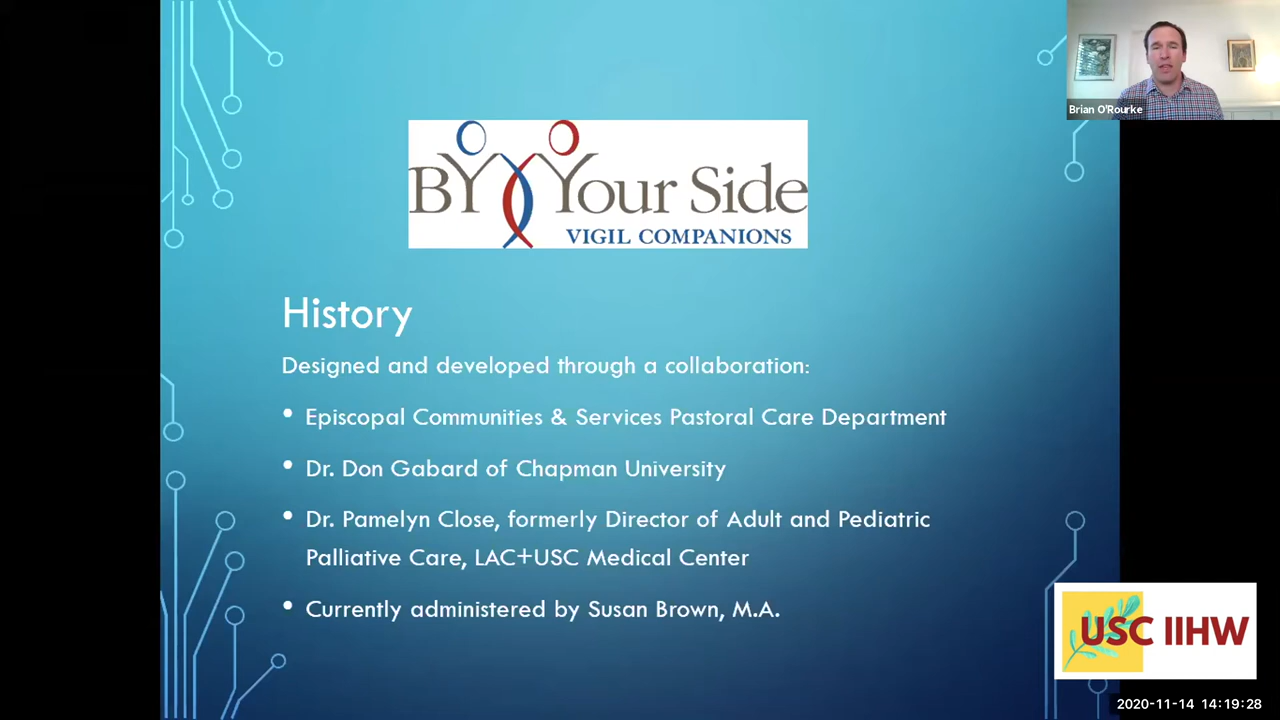 Brian O'Rourke
BY Your Side
VIGIL COMPANIONS
History
Designed and developed through a collaboration:
• Episcopal Communities & Services Pastoral Care Department
• Dr. Don Gabard of Chapman University
• Dr. Pamelyn Close, formerly Director of Adult and Pediatric
Palliative Care, LAC+USC Medical Center
• Currently administered by Susan Brown, M.A.
USC IIHW
2020-11-14 14:19:28